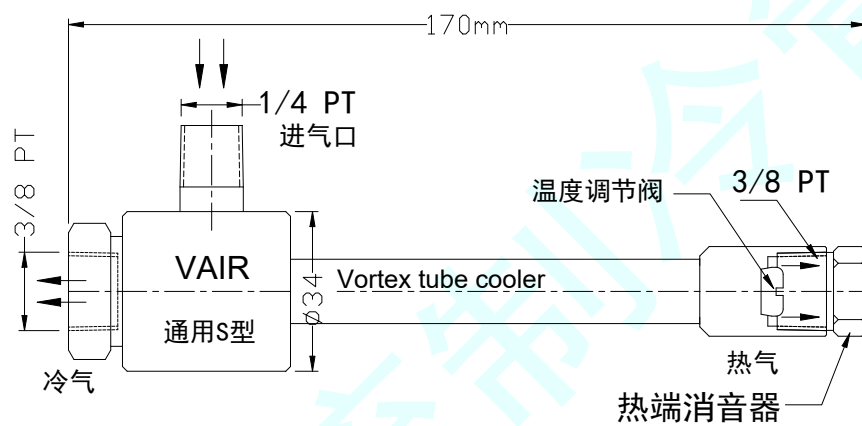 170mm
1/4 PT
进气口
3/8 PT
温度调节阀
3/8 PT
VAIR
Vortex tube cooler
ø34
通用S型
冷气
热气
热端消音器